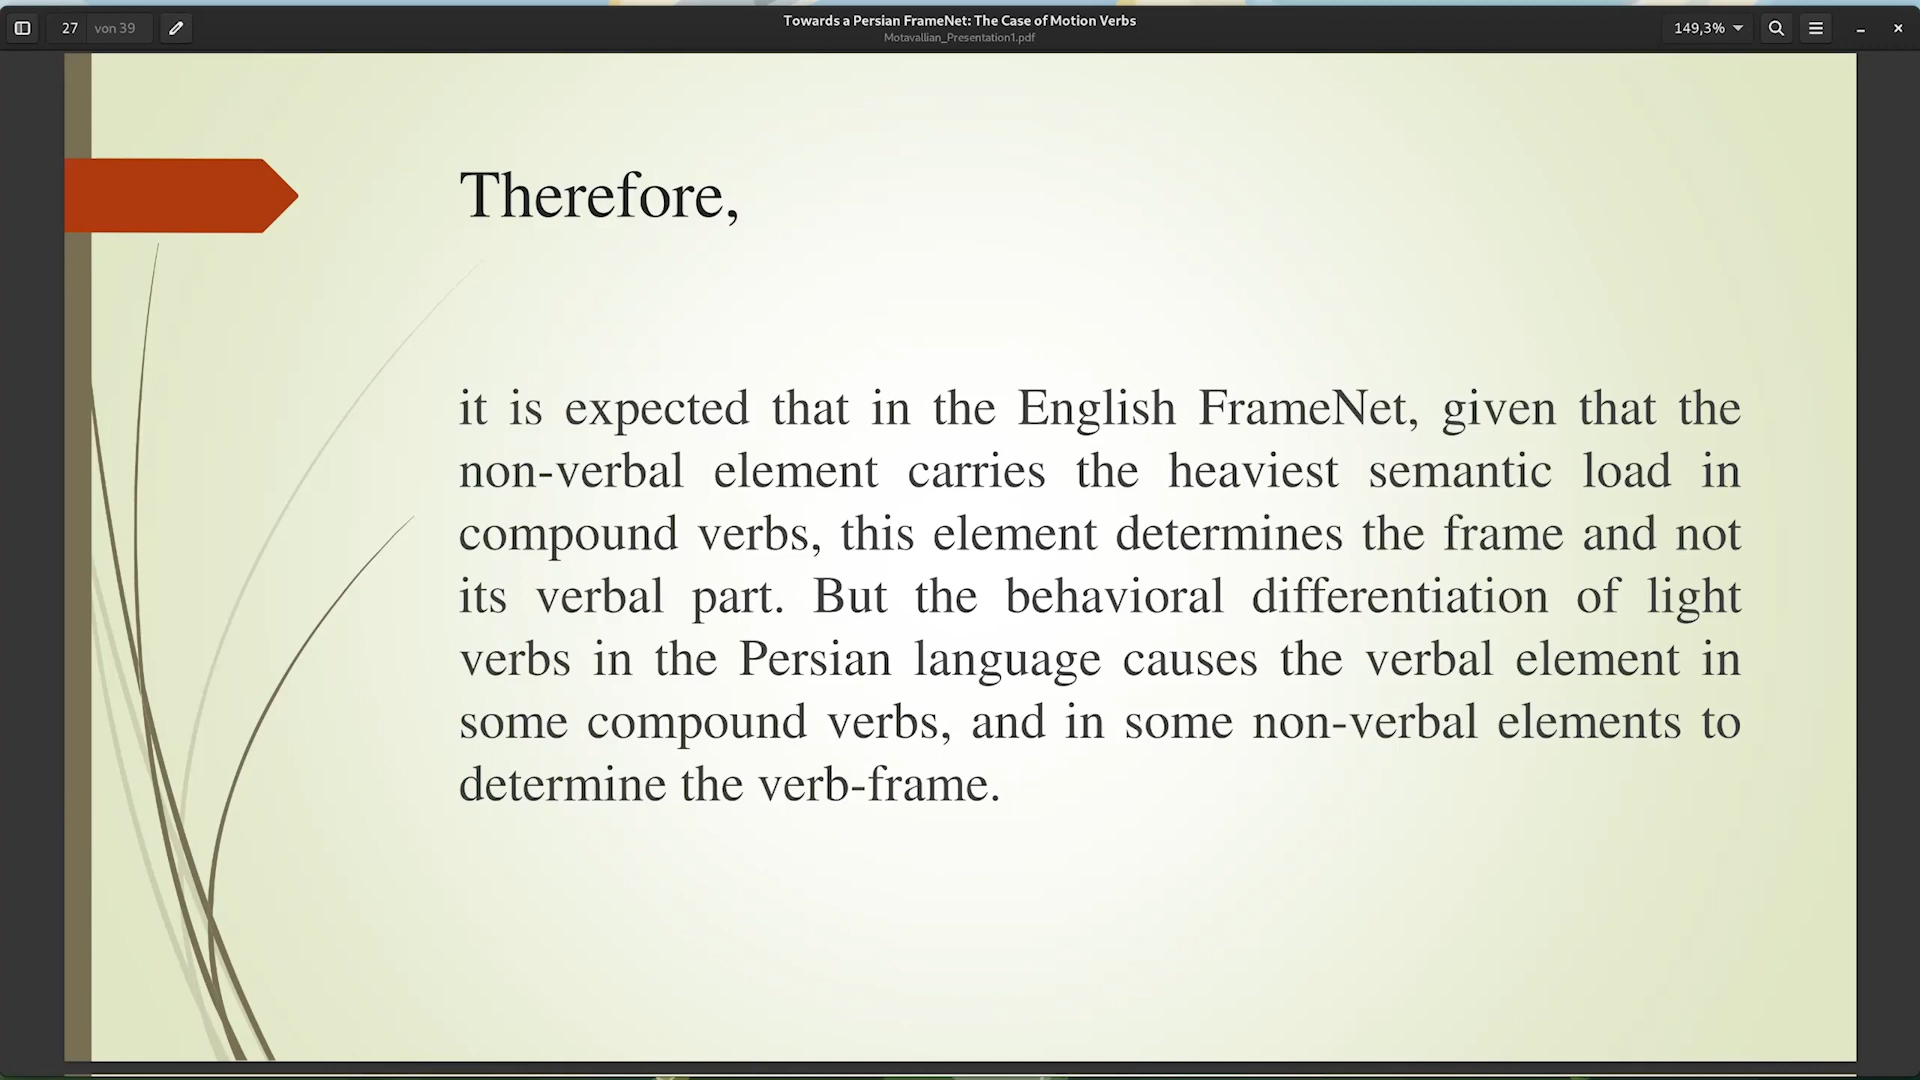 27 von 39
Towards a Persian FrameNet: The Case of Motion Verbs
Motavallian_Presentation1.pdf
149,3%
Therefore,
it is expected that in the English FrameNet, given that the
non-verbal element carries the heaviest semantic load in
compound verbs, this element determines the frame and not
its verbal part. But the behavioral differentiation of light
verbs in the Persian language causes the verbal element in
some compound verbs, and in some non-verbal elements to
determine the verb-frame.